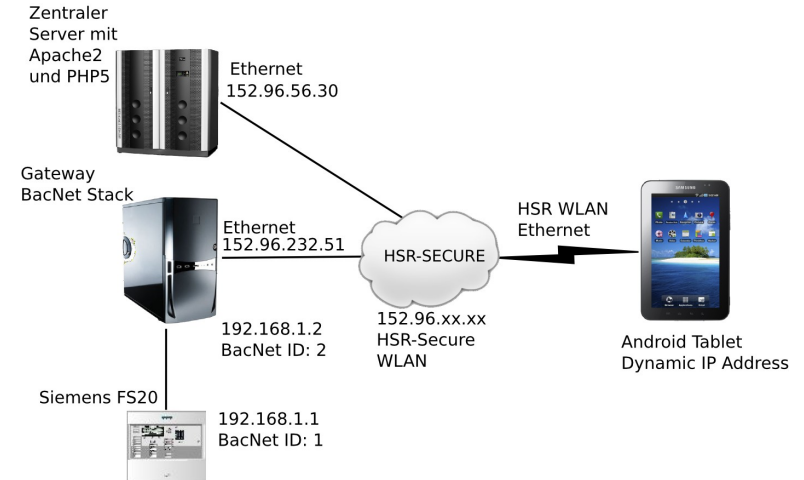 Zentraler
Server mit
Apache2
und PHP5
Ethernet
152.96.56.30
Gateway
BacNet Stack
Ethernet
152.96.232.51
HSR-SECURE
HSR WLAN
Ethernet
SAMSUNG
152.96.xx.xx
HSR-Secure
WLAN
192.168.1.2
BacNet ID: 2
Android Tablet
Dynamic IP Address
Siemens FS20
192.168.1.1
BacNet ID: 1